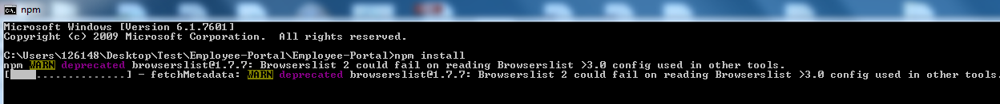 npm
Microsoft Windows [Version 6.1.7601]
Copyright (c) 2009 Microsoft Corporation.  All rights reserved.
C:\Users\126148\Desktop\Test\Employee-Portal\Employee-Portal>npm install
npm WARN deprecated browserslist@1.7.7: Browserslist 2 could fail on reading Browserslist >3.0 config used in other tools.
[    ..............] - fetchMetadata: WARN deprecated browserslist@1.7.7: Browserslist 2 could fail on reading Browserslist >3.0 config used in other tools.